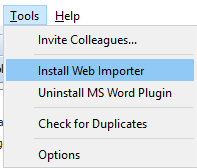 Tools Help
Invite Colleagues...
Install Web Importer
Uninstall MS Word Plugin
Check for Duplicates
Options